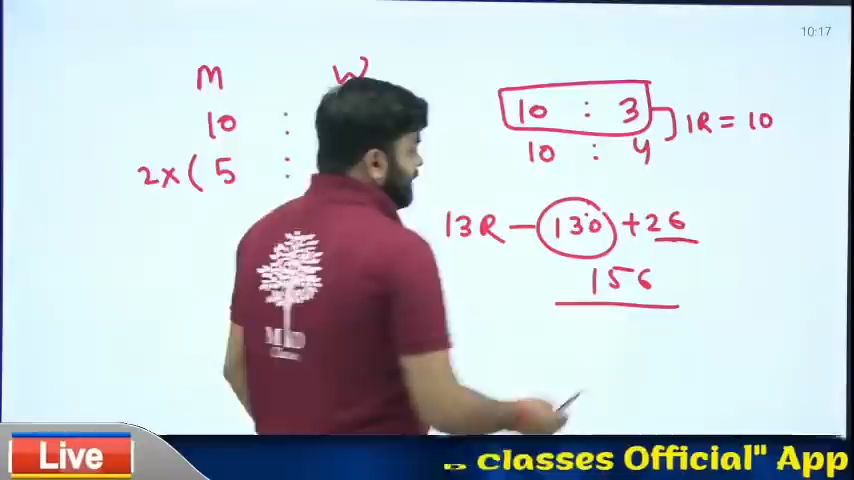 10:17
M W
10 :
2x( 5 :
10 : 3 1R = 10
10 : 4
13R — 130 + 26
156
Live
Classes Official" App